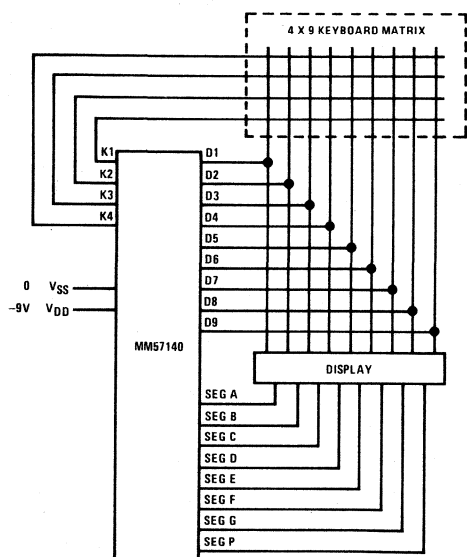 4 X 9 KEYBOARD MATRIX
K1
K2
K3
K4
D1
D2
D3
D4
D5
D6
D7
D8
D9
0 VSS
-9V VDD
MM57140
DISPLAY
SEG A
SEG B
SEG C
SEG D
SEG E
SEG F
SEG G
SEG P